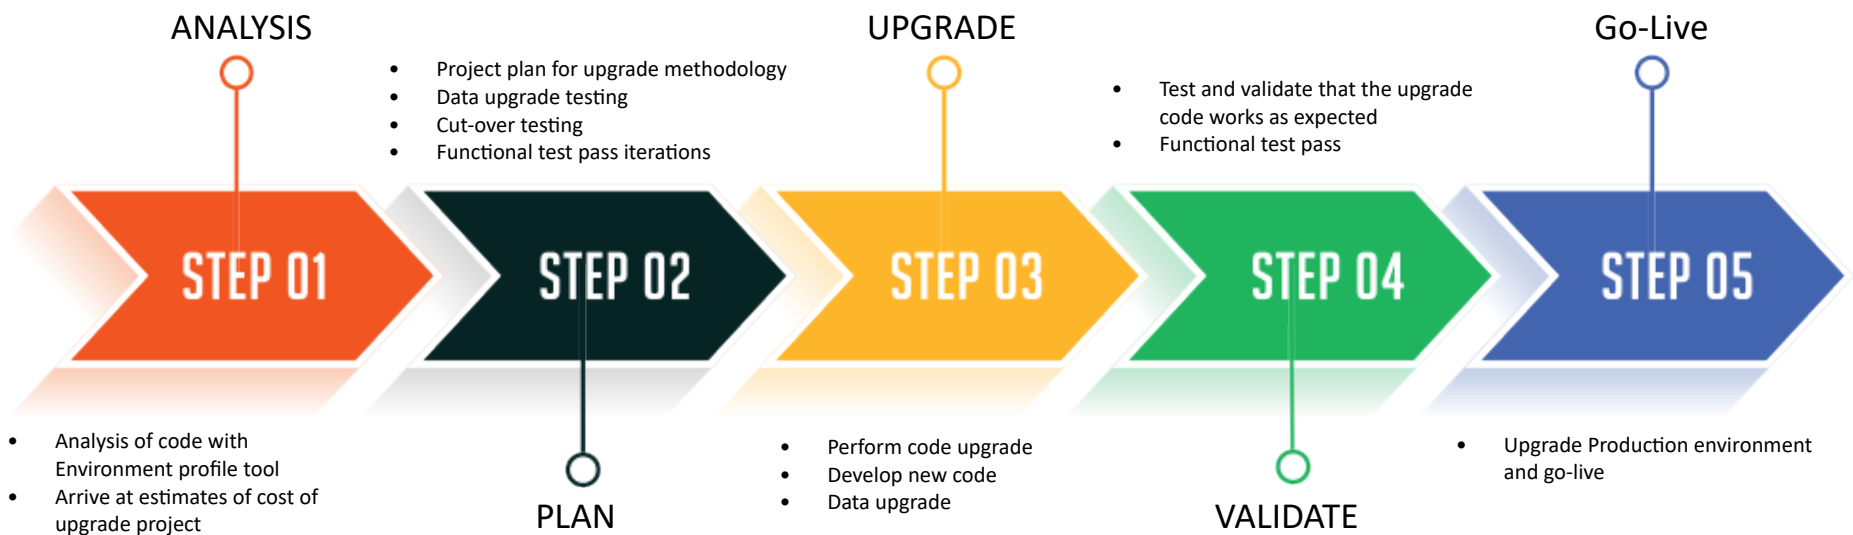 ANALYSIS
UPGRADE
Go-Live
• Project plan for upgrade methodology
• Data upgrade testing
• Cut-over testing
• Functional test pass iterations
• Test and validate that the upgrade
code works as expected
• Functional test pass
STEP 01
STEP 02
STEP 03
STEP 04
STEP 05
• Analysis of code with
Environment profile tool
• Arrive at estimates of cost of
upgrade project
PLAN
• Perform code upgrade
• Develop new code
• Data upgrade
VALIDATE
• Upgrade Production environment
and go-live